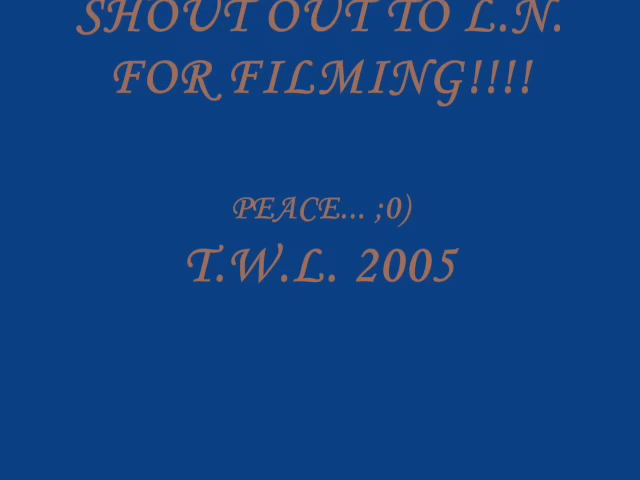 SHOUT OUT TO L.N.
FOR FILMING!!!!
PEACE... ;0)
T.W.L. 2005